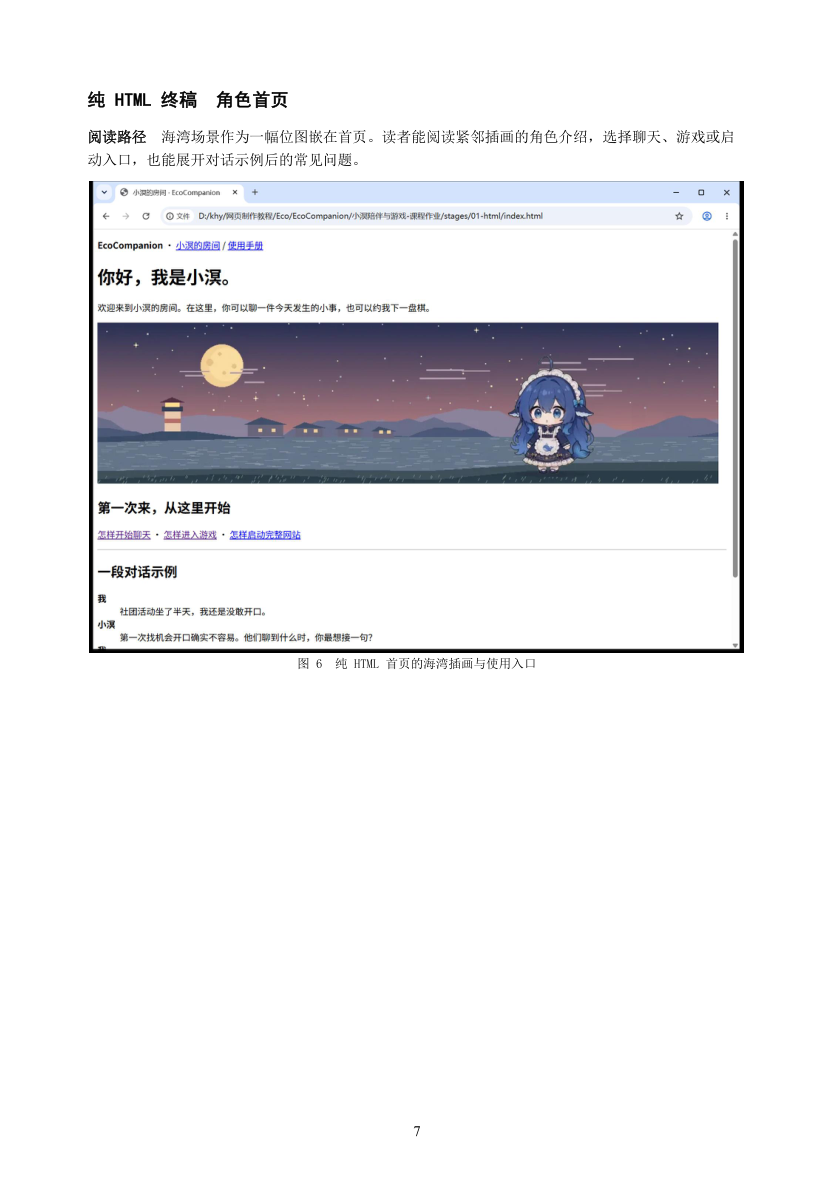 纯 HTML 终稿　角色首页
阅读路径　海湾场景作为一幅位图嵌在首页。读者能阅读紧邻插画的角色介绍，选择聊天、游戏或启
动入口，也能展开对话示例后的常见问题。
小溟的房间 - EcoCompanion
文件 D:/khy/网页制作教程/Eco/EcoCompanion/小溟陪伴与游戏-课程作业/stages/01-html/index.html
EcoCompanion · 小溟的房间 / 使用手册
你好，我是小溟。
欢迎来到小溟的房间。在这里，你可以聊一件今天发生的小事，也可以约我下一盘棋。
第一次来，从这里开始
怎样开始聊天 · 怎样进入游戏 · 怎样启动完整网站
一段对话示例
我
社团活动坐了半天，我还是没敢开口。
小溟
第一次找机会开口确实不容易。他们聊到什么时，你最想接一句？
图 6　纯 HTML 首页的海湾插画与使用入口
7